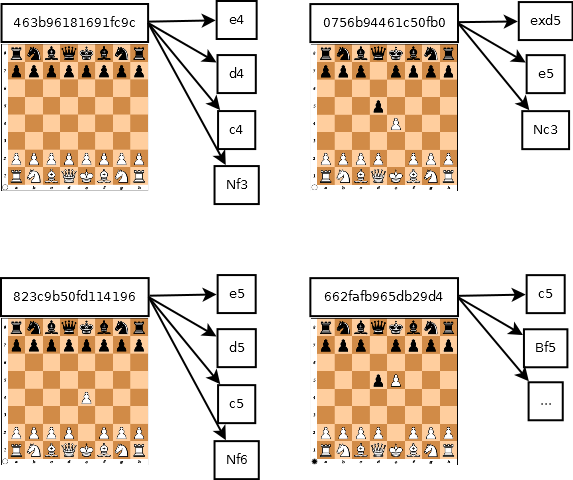 463b96181691fc9c
e4
d4
c4
Nf3
0756b94461c50fb0
exd5
e5
Nc3
823c9b50fd114196
e5
d5
c5
Nf6
662fafb965db29d4
c5
Bf5
...